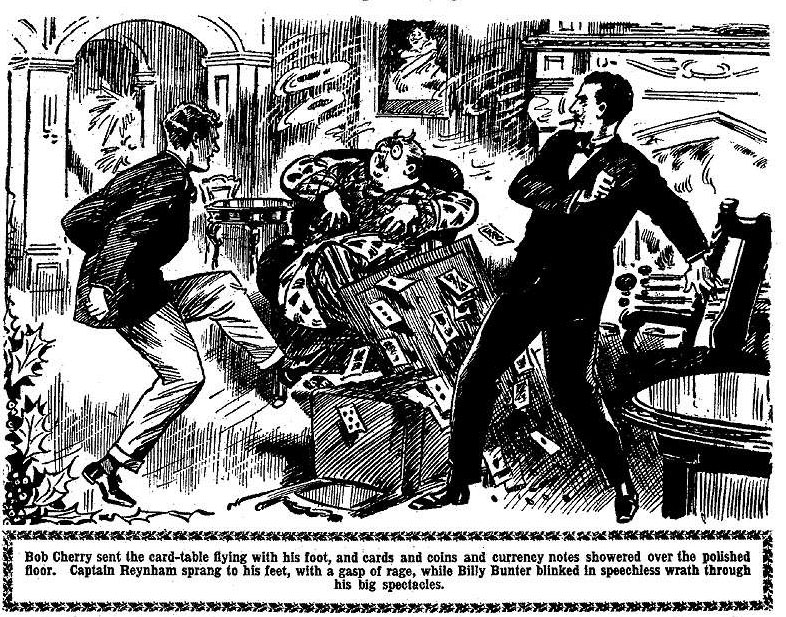 Bob Cherry sent the card-table flying with his foot, and cards and coins and currency notes showered over the polished
floor. Captain Reynham sprang to his feet, with a gasp of rage, while Billy Bunter blinked in speechless wrath through
his big spectacles.